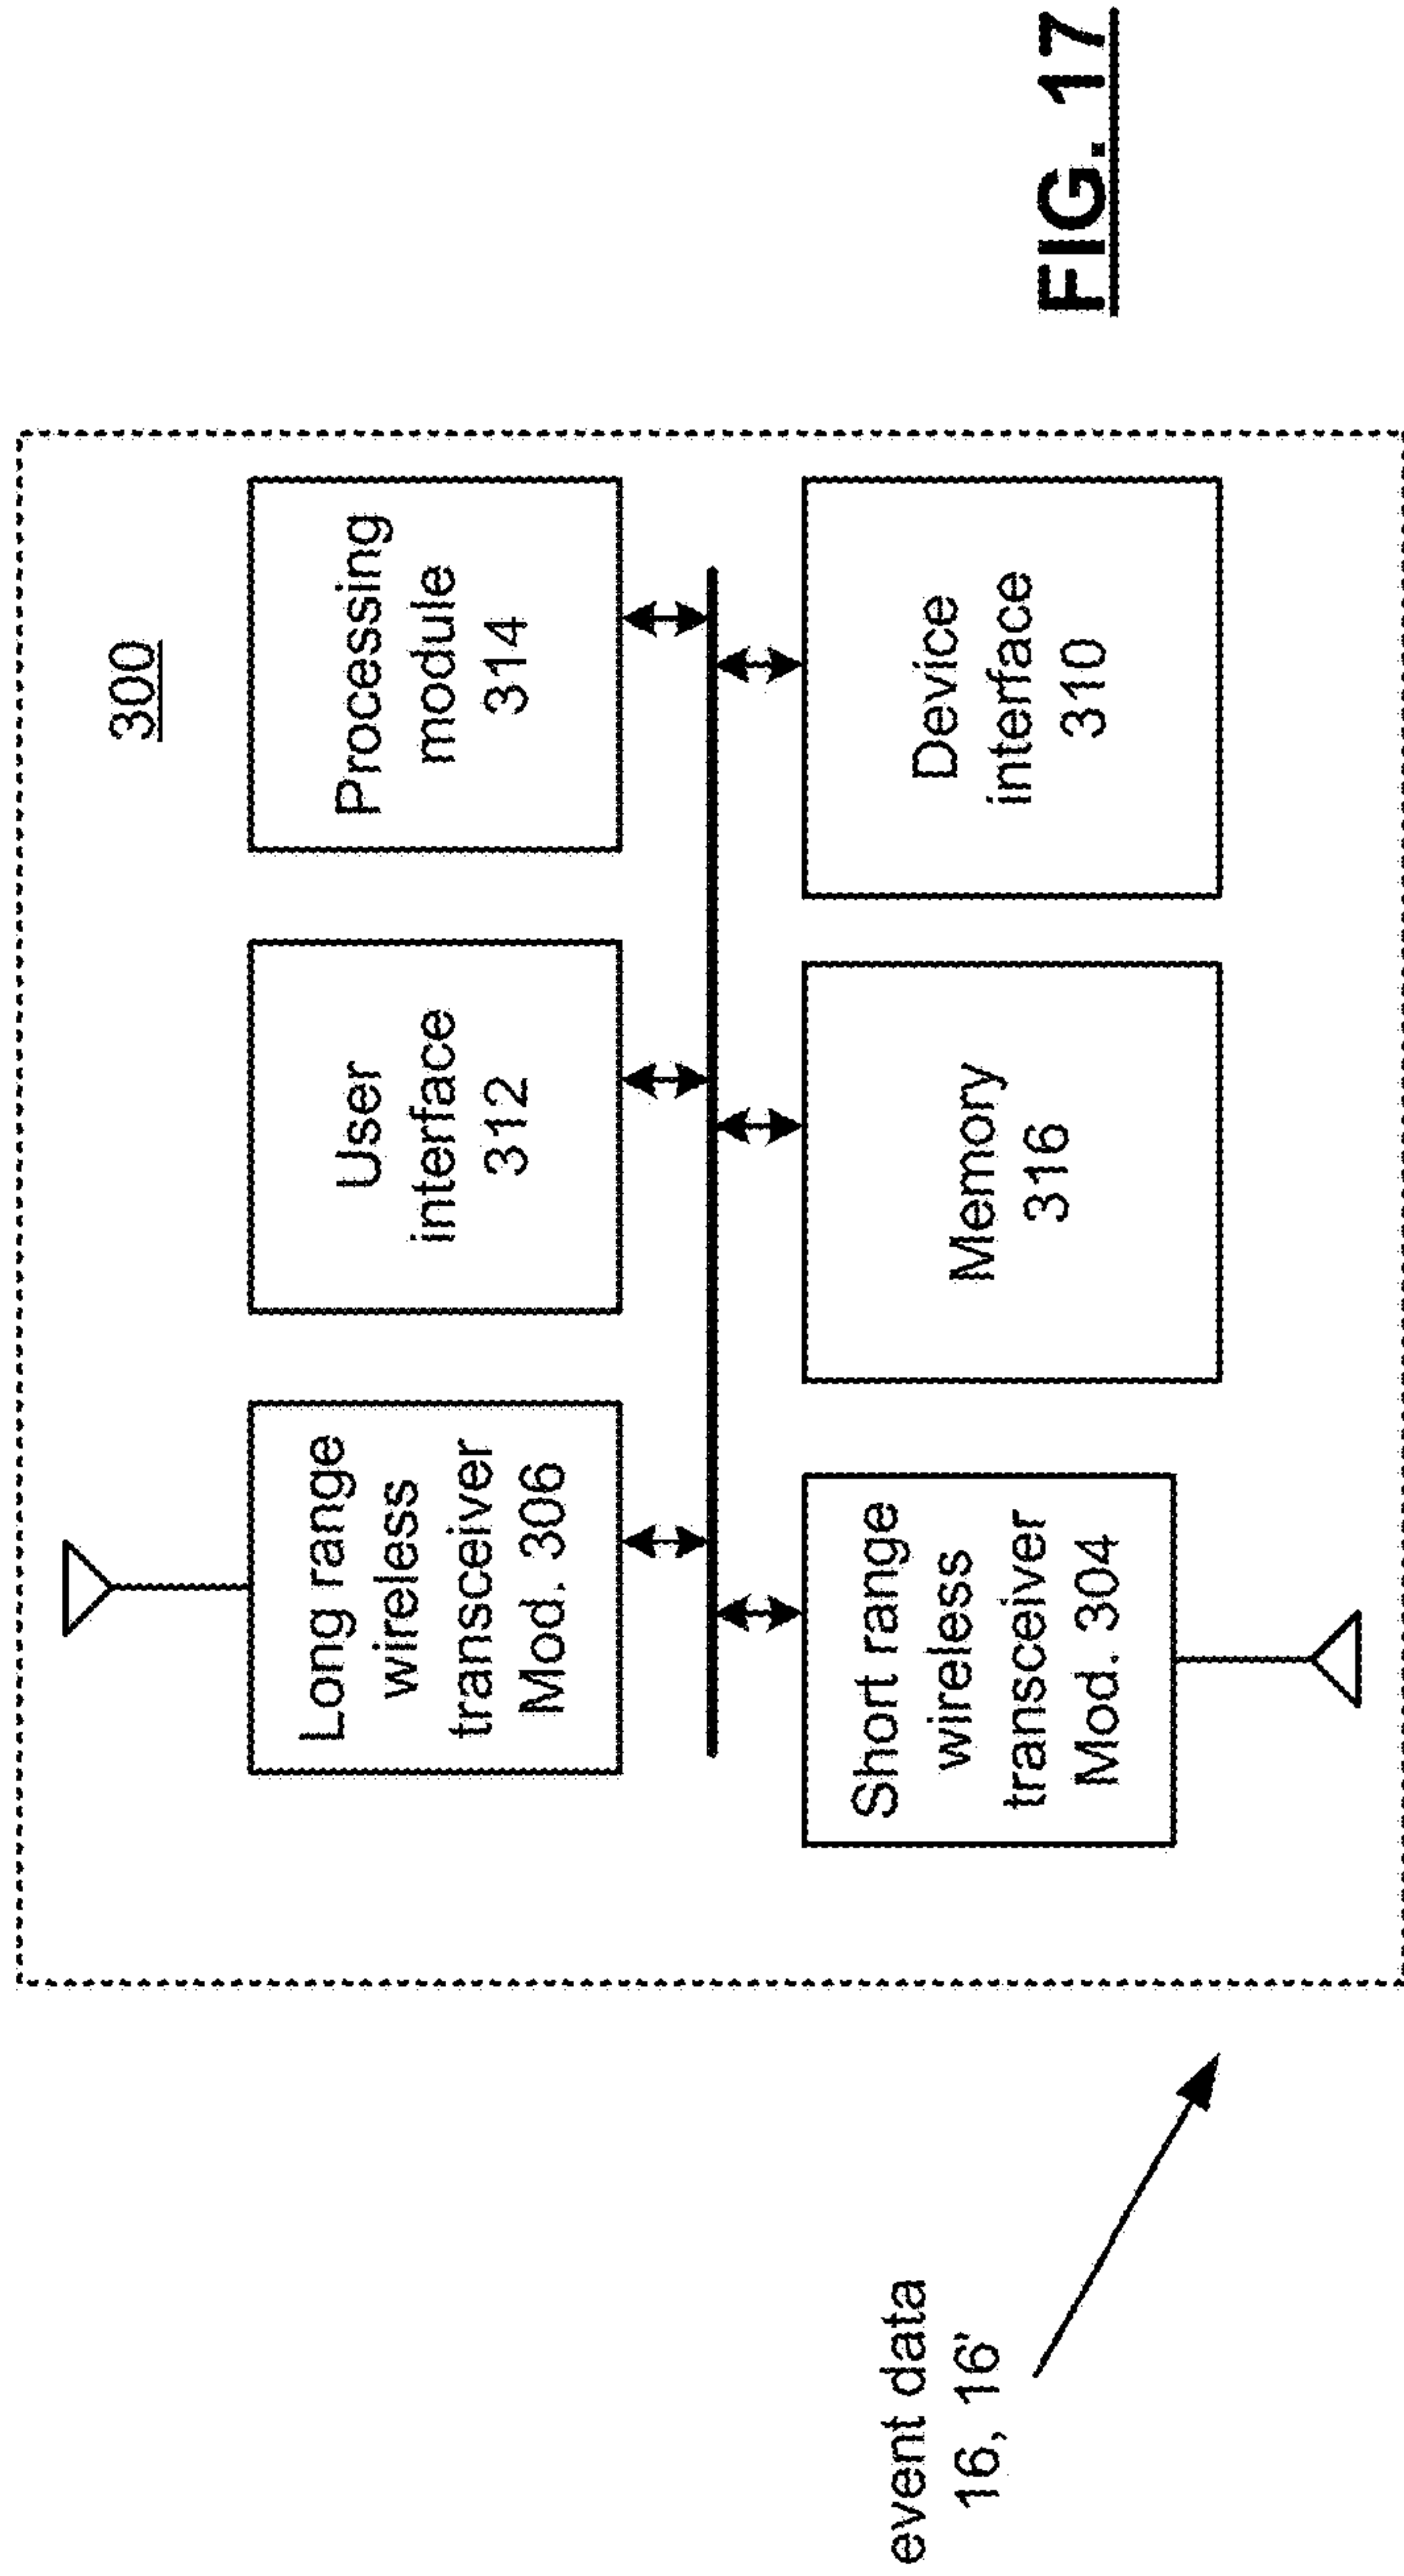 300
Long range
wireless
transceiver
Mod. 306
User
interface
312
Processing
module
314
Short range
wireless
transceiver
Mod. 304
Memory
316
Device
interface
310
event data
16, 16'
FIG. 17